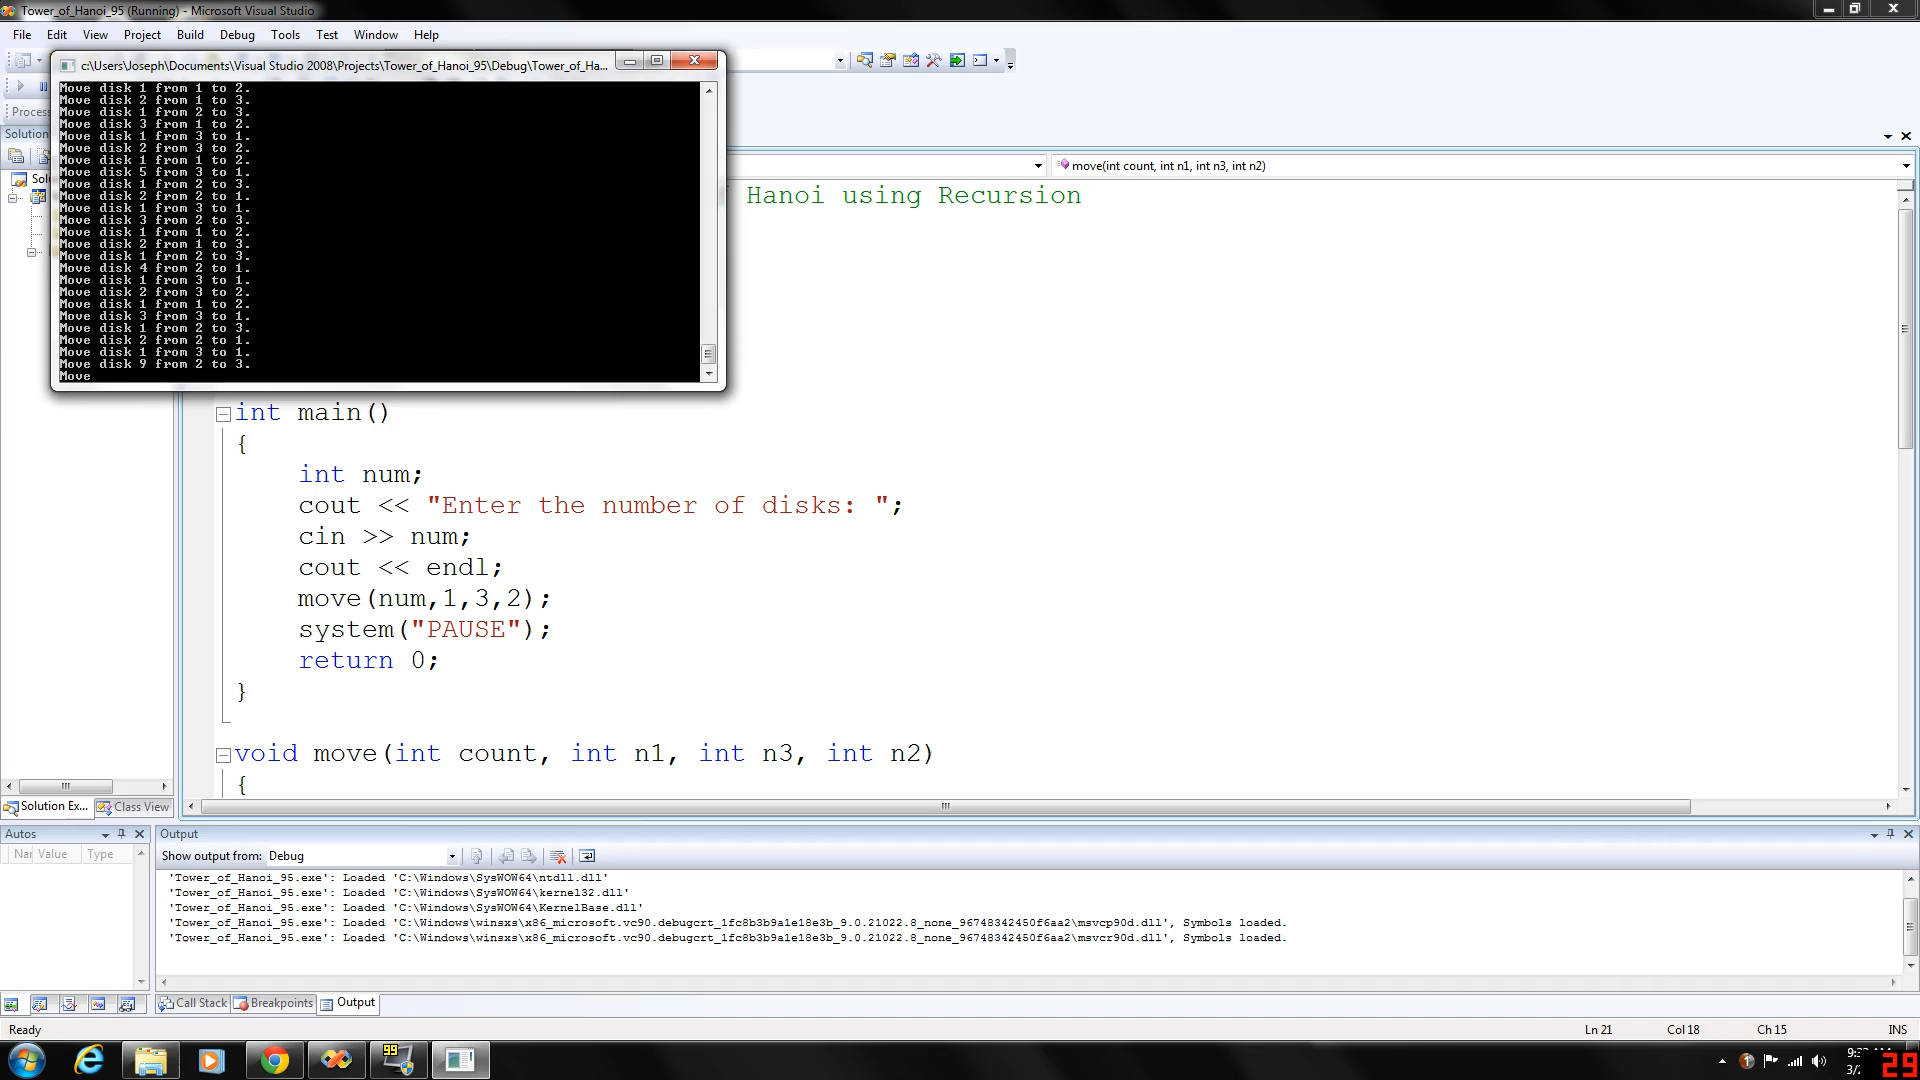 Tower_of_Hanoi_95 (Running) - Microsoft Visual Studio
File Edit View Project Build Debug Tools Test Window Help
c:\Users\Joseph\Documents\Visual Studio 2008\Projects\Tower_of_Hanoi_95\Debug\Tower_of_Ha...
Move disk 1 from 1 to 2.
Move disk 2 from 1 to 3.
Move disk 1 from 2 to 3.
Move disk 3 from 1 to 2.
Move disk 1 from 3 to 1.
Move disk 2 from 3 to 2.
Move disk 1 from 1 to 2.
Move disk 5 from 3 to 1.
Move disk 1 from 2 to 3.
Move disk 2 from 2 to 1.
Move disk 1 from 3 to 1.
Move disk 3 from 2 to 3.
Move disk 1 from 1 to 2.
Move disk 2 from 1 to 3.
Move disk 1 from 2 to 3.
Move disk 4 from 2 to 1.
Move disk 1 from 3 to 1.
Move disk 2 from 3 to 2.
Move disk 1 from 1 to 2.
Move disk 3 from 3 to 1.
Move disk 1 from 2 to 3.
Move disk 2 from 2 to 1.
Move disk 1 from 3 to 1.
Move disk 9 from 2 to 3.
Move
Process
Solution
Solu
move(int count, int n1, int n3, int n2)
Hanoi using Recursion
int main()
{
int num;
cout << "Enter the number of disks: ";
cin >> num;
cout << endl;
move(num,1,3,2);
system("PAUSE");
return 0;
}
void move(int count, int n1, int n3, int n2)
{
Solution Ex... Class View
Autos
Nar Value Type
Output
Show output from: Debug
'Tower_of_Hanoi_95.exe': Loaded 'C:\Windows\SysWOW64\ntdll.dll'
'Tower_of_Hanoi_95.exe': Loaded 'C:\Windows\SysWOW64\kernel32.dll'
'Tower_of_Hanoi_95.exe': Loaded 'C:\Windows\SysWOW64\KernelBase.dll'
'Tower_of_Hanoi_95.exe': Loaded 'C:\Windows\winsxs\x86_microsoft.vc90.debugcrt_1fc8b3b9a1e18e3b_9.0.21022.8_none_96748342450f6aa2\msvcp90d.dll', Symbols loaded.
'Tower_of_Hanoi_95.exe': Loaded 'C:\Windows\winsxs\x86_microsoft.vc90.debugcrt_1fc8b3b9a1e18e3b_9.0.21022.8_none_96748342450f6aa2\msvcr90d.dll', Symbols loaded.
Call Stack Breakpoints Output
Ready Ln 21 Col 18 Ch 15 INS
99
29